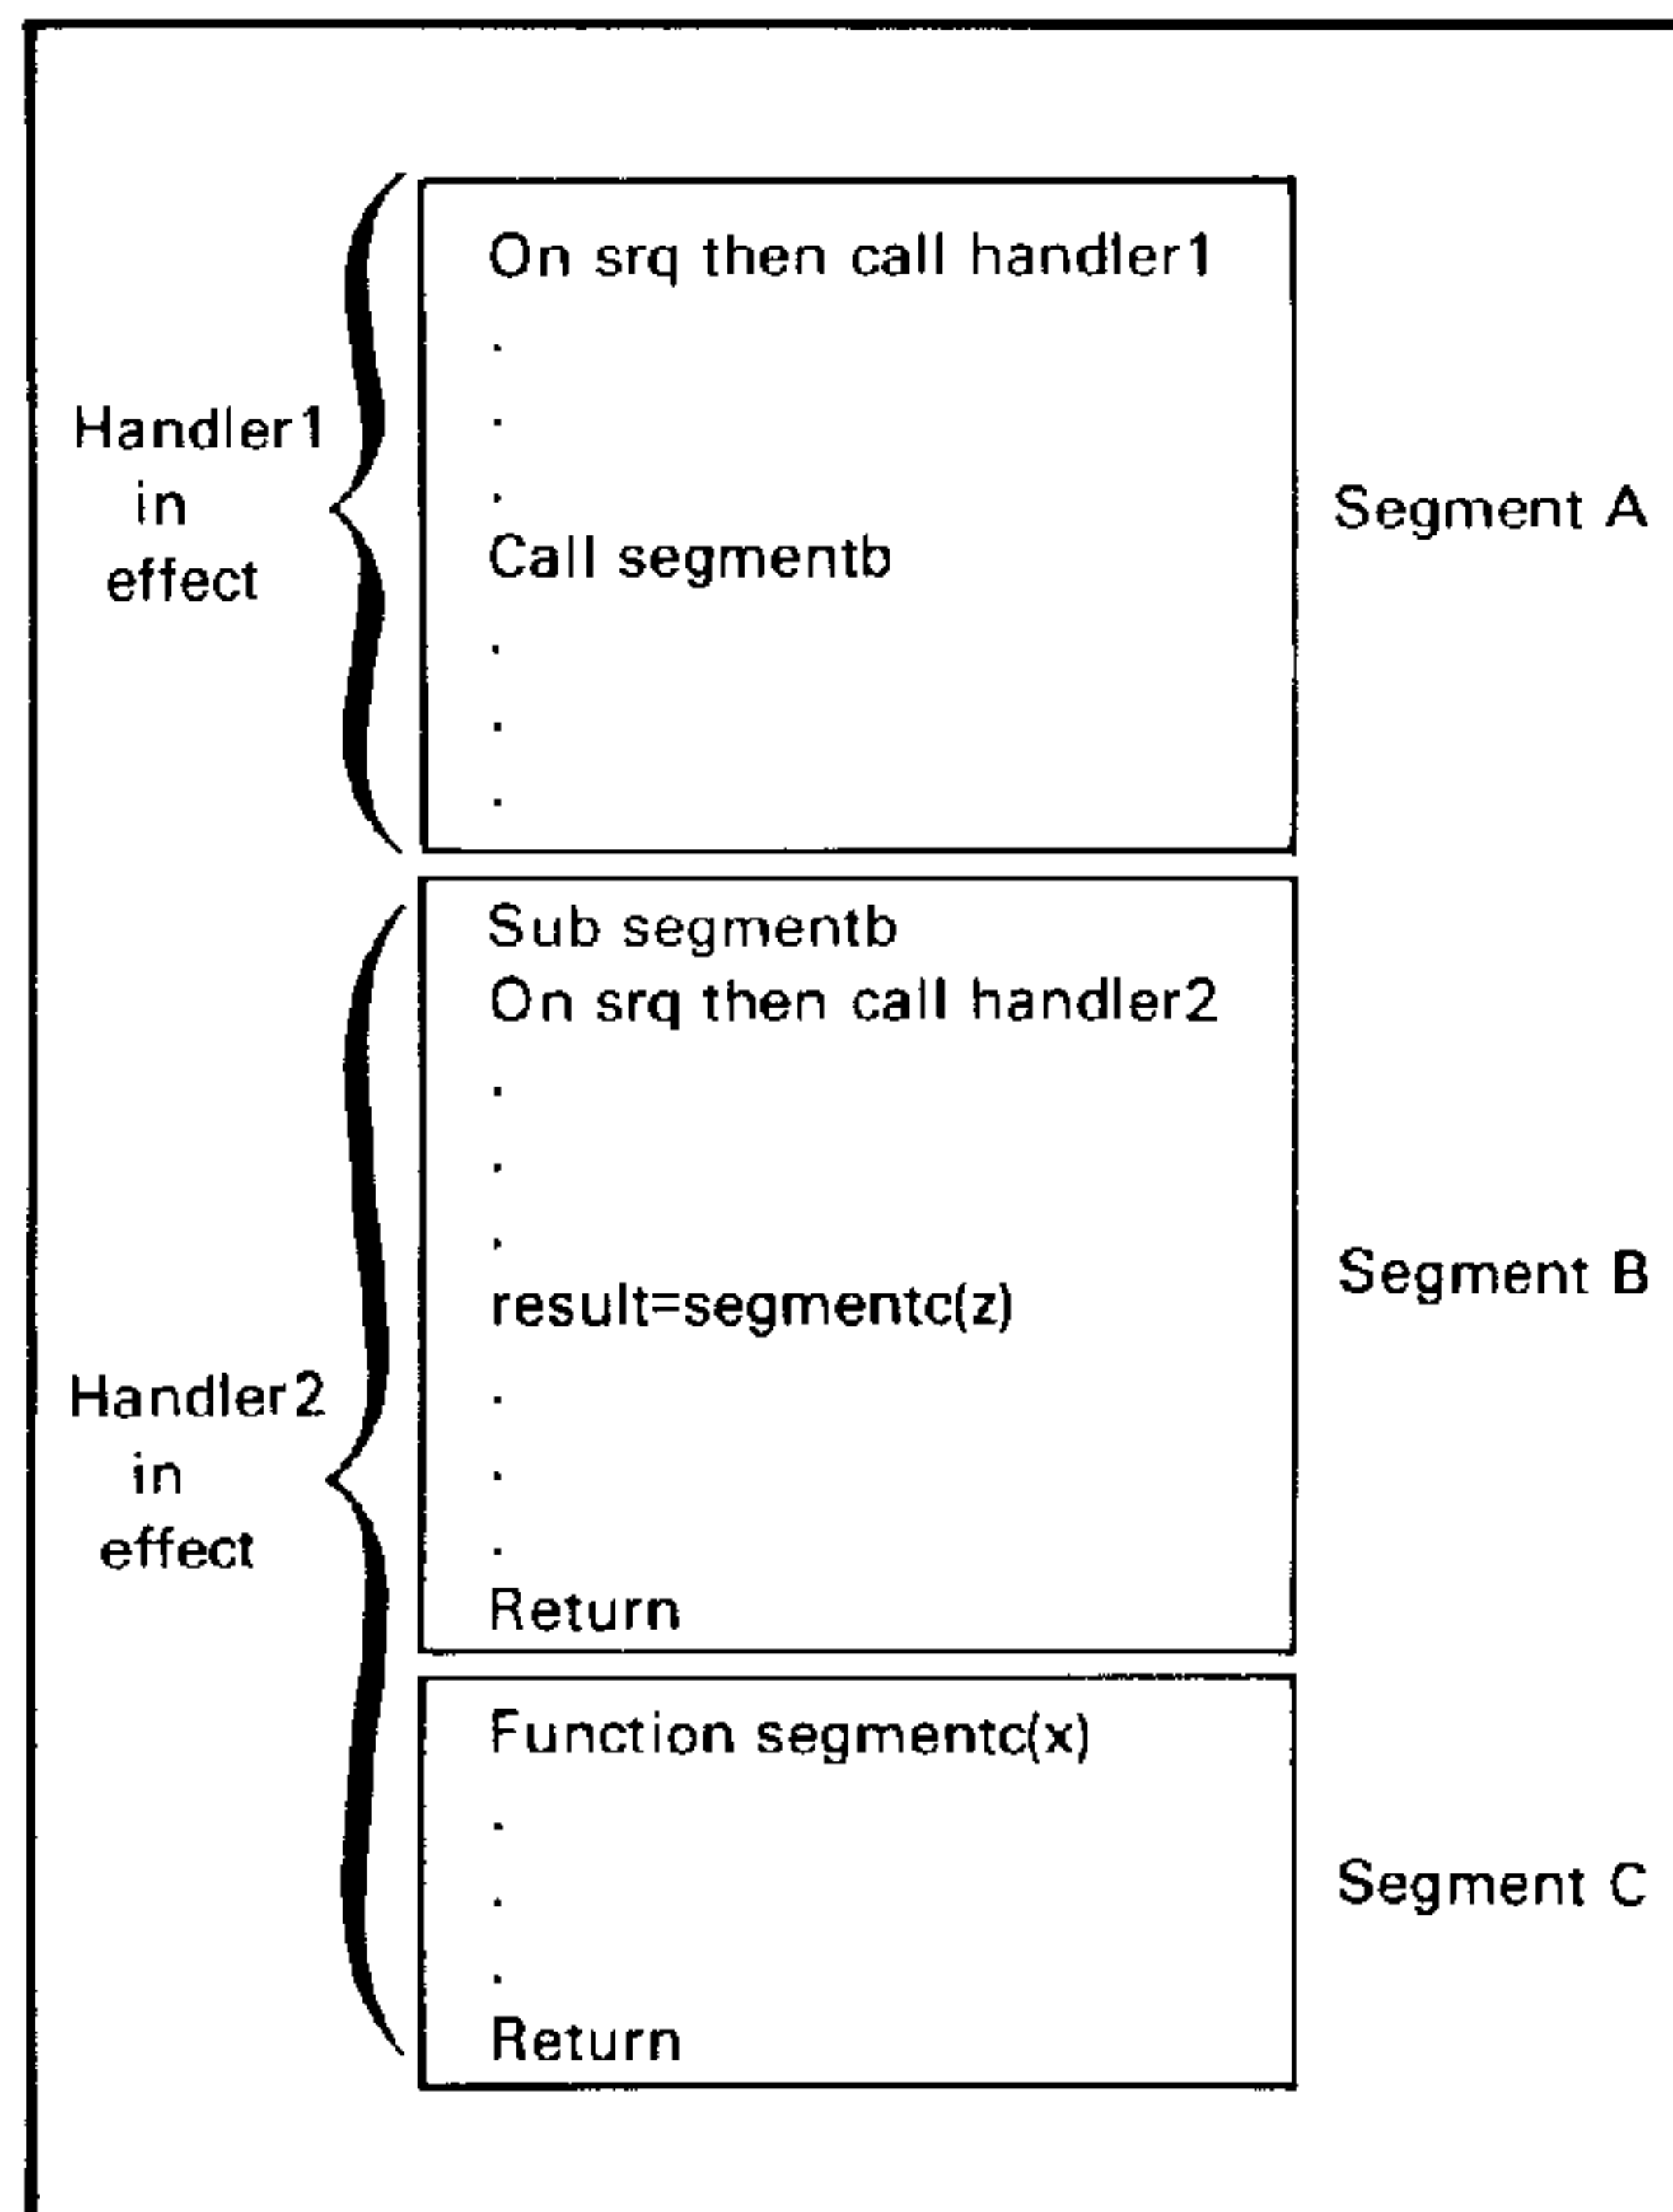 On srq then call handler1
.
.
.
Call segmentb
.
.
.
Handler1
in
effect
Segment A
Sub segmentb
On srq then call handler2
.
.
.
result=segmentc(z)
.
.
.
Return
Handler2
in
effect
Segment B
Function segmentc(x)
.
.
.
Return
Segment C